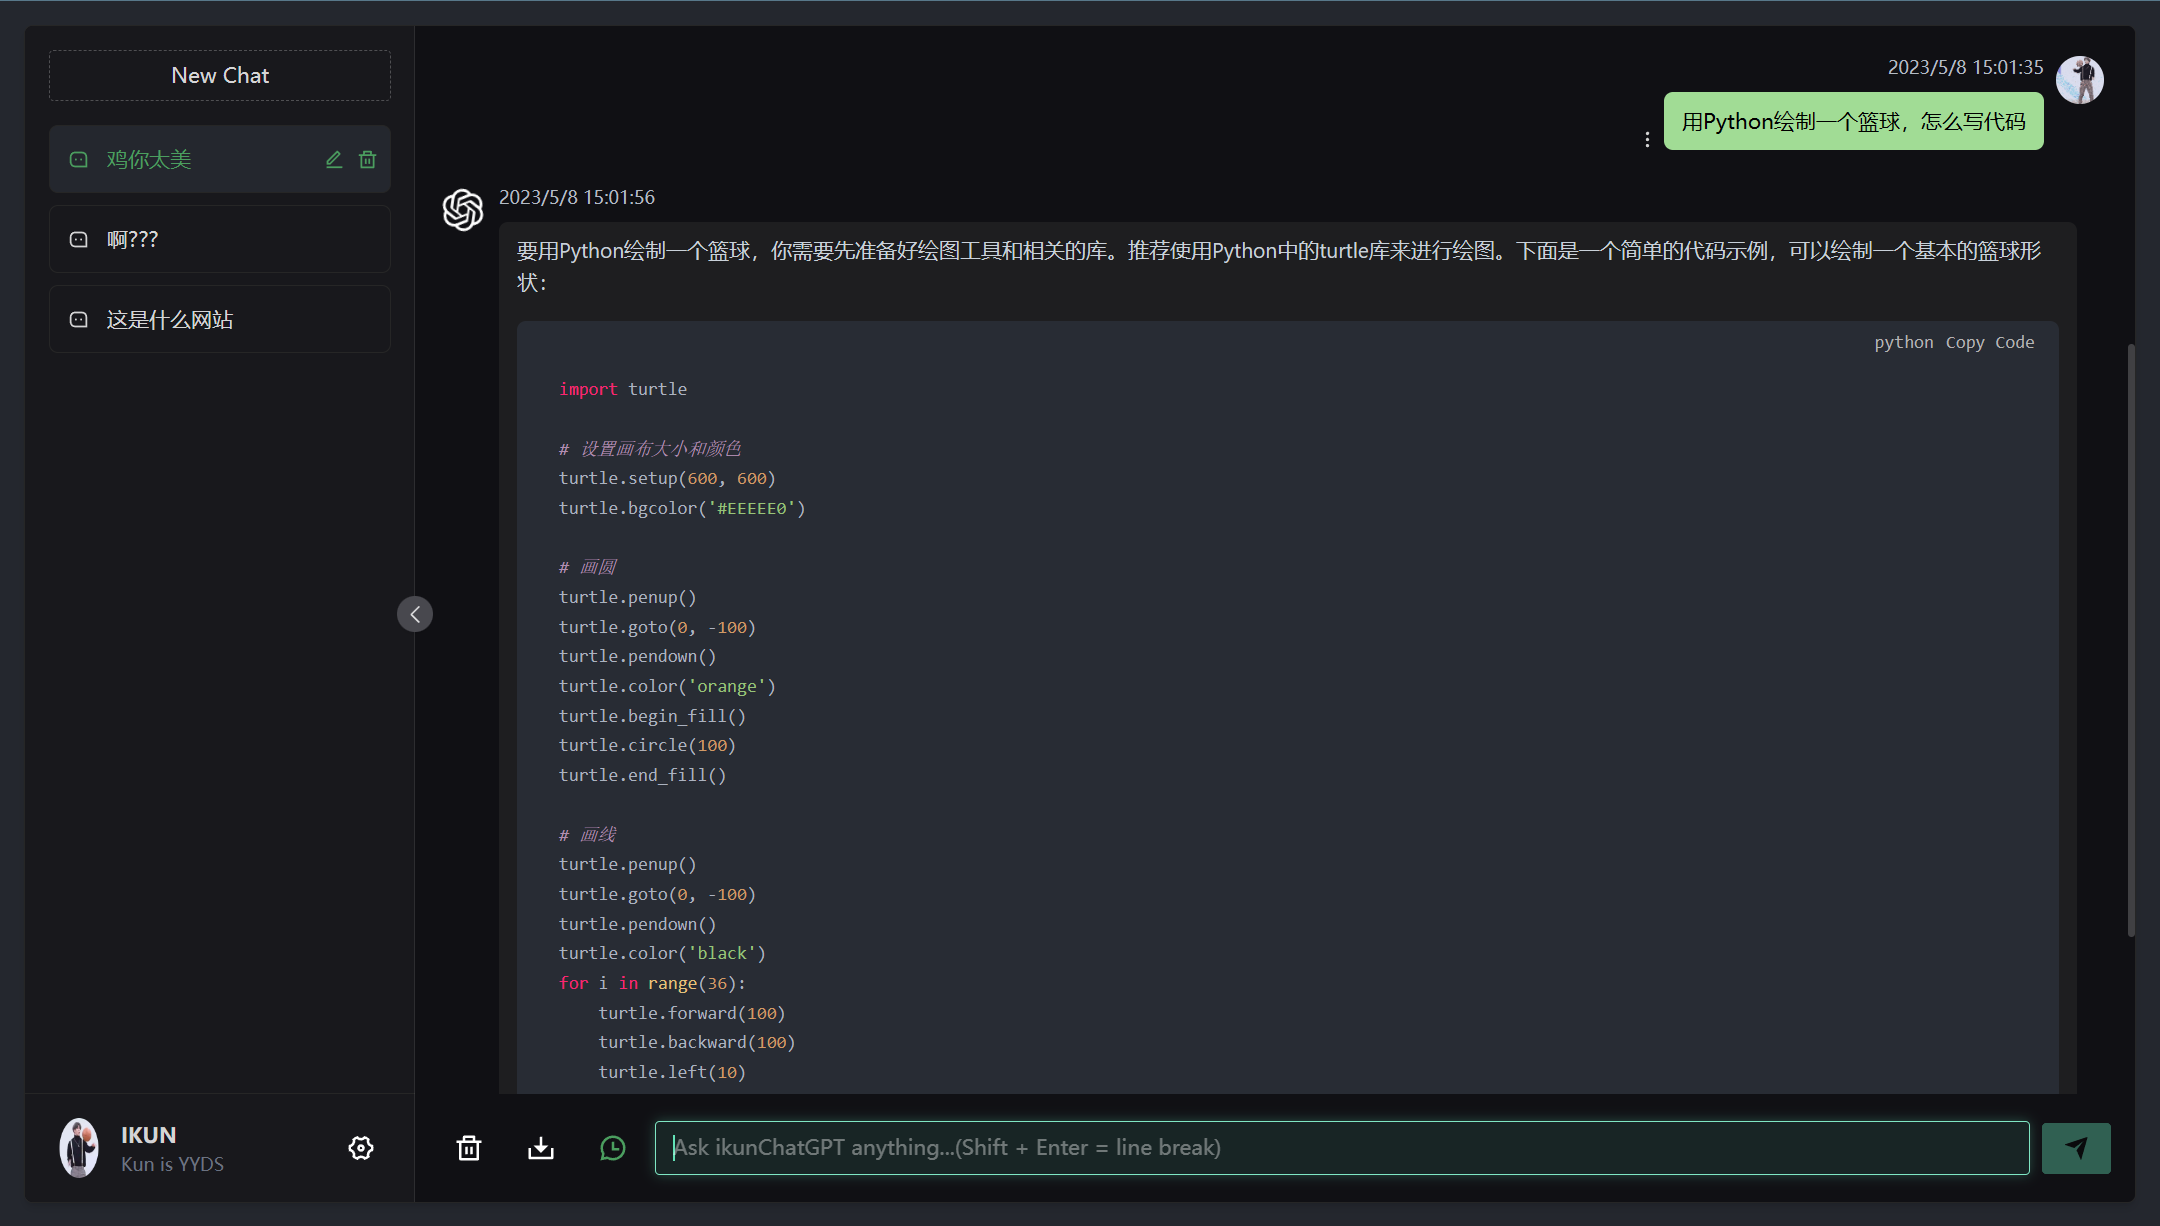 New Chat
鸡你太美
啊???
这是什么网站
IKUN
Kun is YYDS
2023/5/8 15:01:35
用Python绘制一个篮球，怎么写代码
2023/5/8 15:01:56
要用Python绘制一个篮球，你需要先准备好绘图工具和相关的库。推荐使用Python中的turtle库来进行绘图。下面是一个简单的代码示例，可以绘制一个基本的篮球形
状：
python Copy Code
import turtle
# 设置画布大小和颜色
turtle.setup(600, 600)
turtle.bgcolor('#EEEEE0')
# 画圆
turtle.penup()
turtle.goto(0, -100)
turtle.pendown()
turtle.color('orange')
turtle.begin_fill()
turtle.circle(100)
turtle.end_fill()
# 画线
turtle.penup()
turtle.goto(0, -100)
turtle.pendown()
turtle.color('black')
for i in range(36):
    turtle.forward(100)
    turtle.backward(100)
    turtle.left(10)
Ask ikunChatGPT anything...(Shift + Enter = line break)